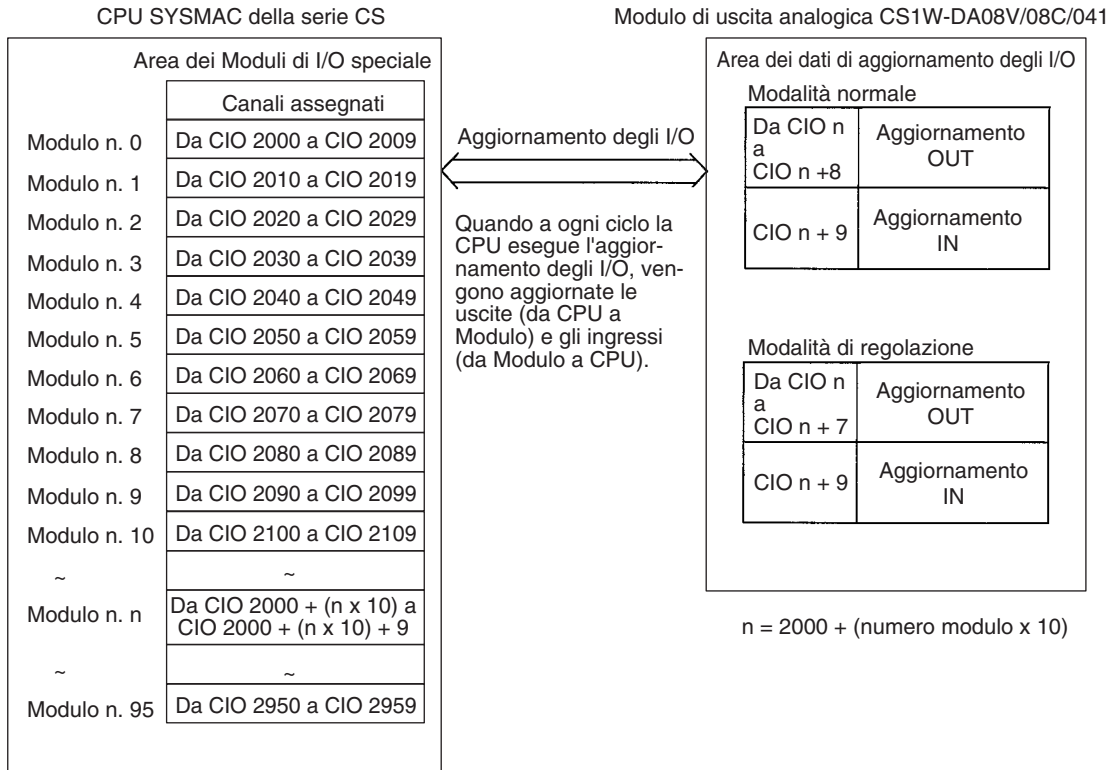 CPU SYSMAC della serie CS
Area dei Moduli di I/O speciale
Canali assegnati
Modulo n. 0 Da CIO 2000 a CIO 2009
Modulo n. 1 Da CIO 2010 a CIO 2019
Modulo n. 2 Da CIO 2020 a CIO 2029
Modulo n. 3 Da CIO 2030 a CIO 2039
Modulo n. 4 Da CIO 2040 a CIO 2049
Modulo n. 5 Da CIO 2050 a CIO 2059
Modulo n. 6 Da CIO 2060 a CIO 2069
Modulo n. 7 Da CIO 2070 a CIO 2079
Modulo n. 8 Da CIO 2080 a CIO 2089
Modulo n. 9 Da CIO 2090 a CIO 2099
Modulo n. 10 Da CIO 2100 a CIO 2109
~ ~
Modulo n. n Da CIO 2000 + (n x 10) a
CIO 2000 + (n x 10) + 9
~ ~
Modulo n. 95 Da CIO 2950 a CIO 2959
Aggiornamento degli I/O
Quando a ogni ciclo la
CPU esegue l'aggior-
namento degli I/O, ven-
gono aggiornate le
uscite (da CPU a
Modulo) e gli ingressi
(da Modulo a CPU).
Modulo di uscita analogica CS1W-DA08V/08C/041
Area dei dati di aggiornamento degli I/O
Modalità normale
Da CIO n
a
CIO n +8
Aggiornamento
OUT
CIO n + 9
Aggiornamento
IN
Modalità di regolazione
Da CIO n
a
CIO n + 7
Aggiornamento
OUT
CIO n + 9
Aggiornamento
IN
n = 2000 + (numero modulo x 10)